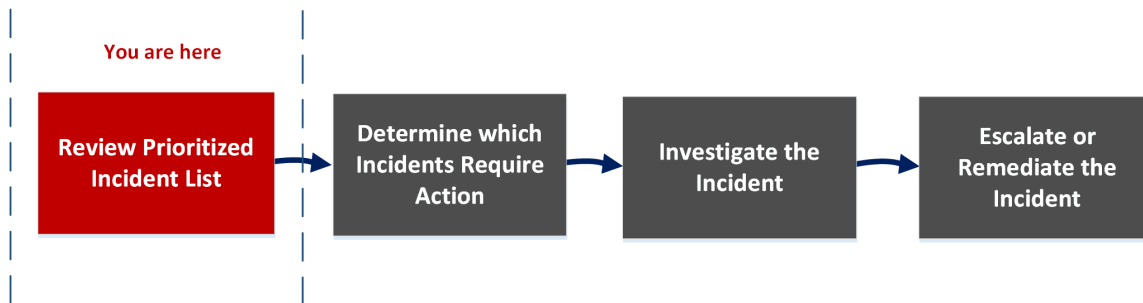 You are here
Review Prioritized
Incident List
Determine which
Incidents Require
Action
Investigate the
Incident
Escalate or
Remediate the
Incident